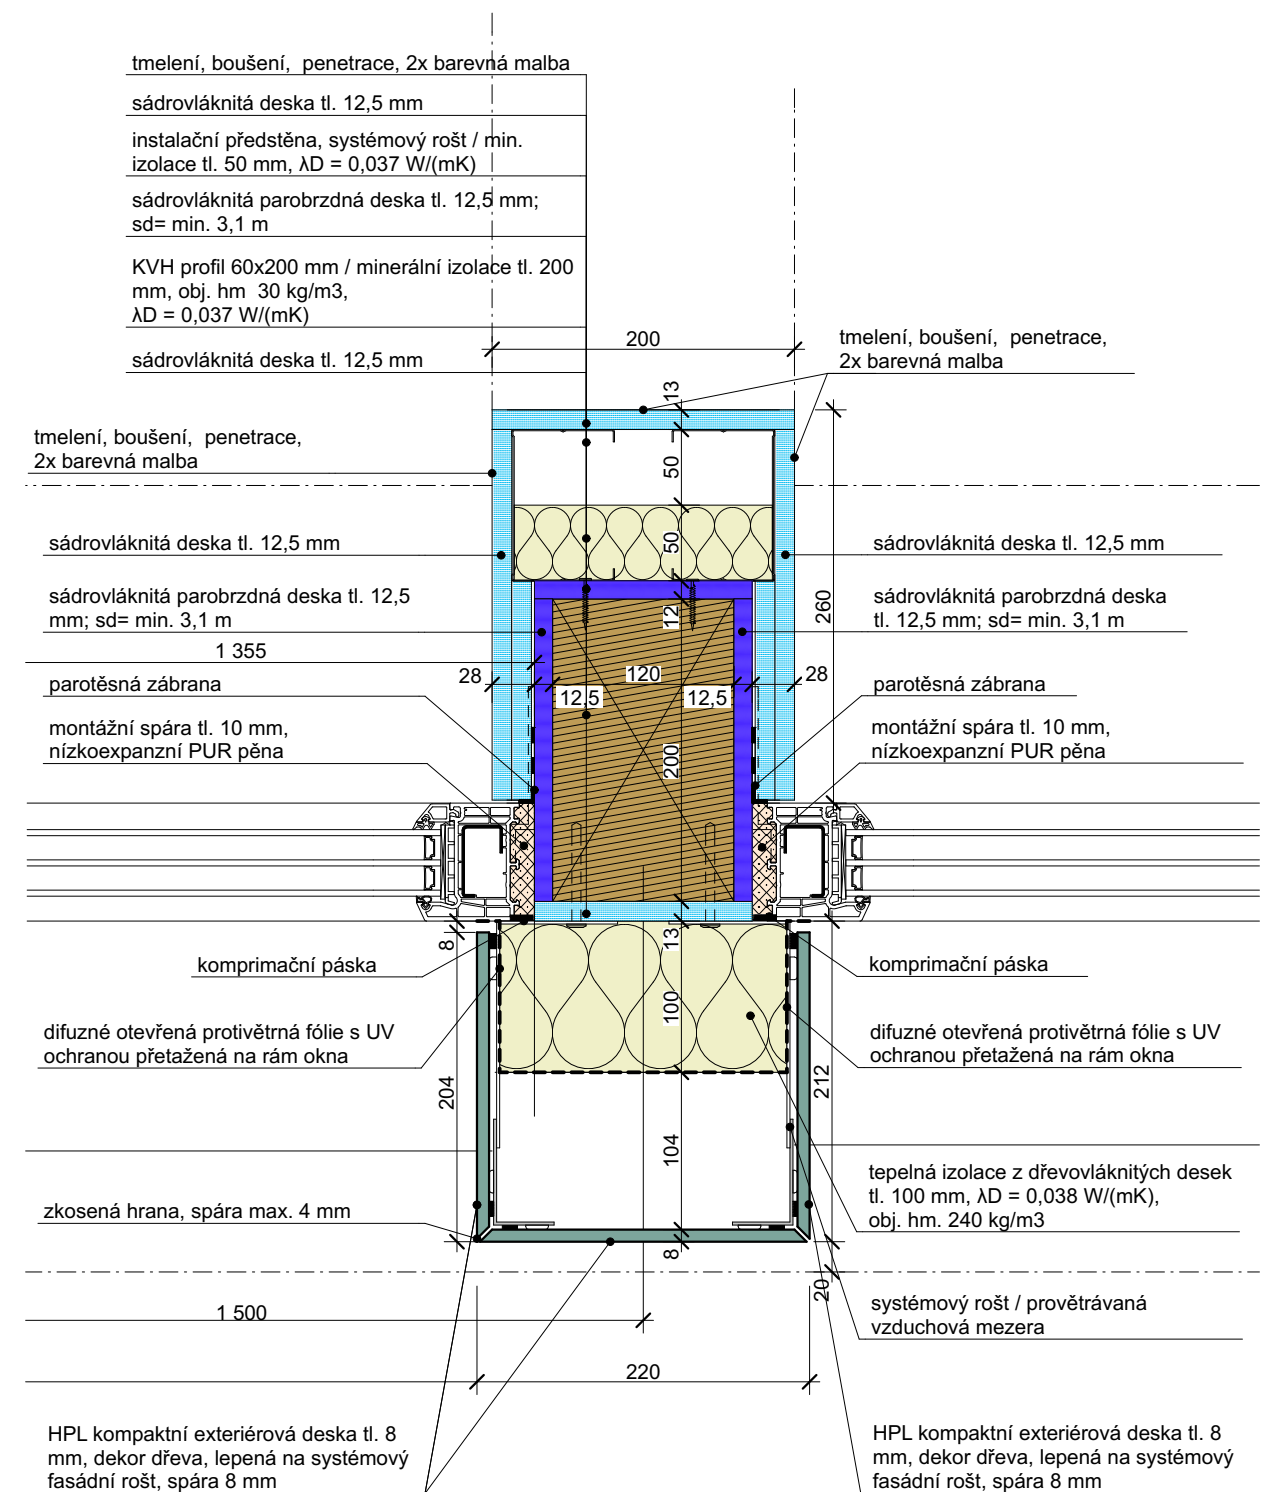 tmelení, boušení, penetrace, 2x barevná malba
sádrovláknitá deska tl. 12,5 mm
instalační předstěna, systémový rošt / min.
izolace tl. 50 mm, λD = 0,037 W/(mK)
sádrovláknitá parobrzdná deska tl. 12,5 mm;
sd= min. 3,1 m
KVH profil 60x200 mm / minerální izolace tl. 200
mm, obj. hm 30 kg/m3,
λD = 0,037 W/(mK)
sádrovláknitá deska tl. 12,5 mm
200
tmelení, boušení, penetrace,
2x barevná malba
13
tmelení, boušení, penetrace,
2x barevná malba
50
sádrovláknitá deska tl. 12,5 mm
50
sádrovláknitá deska tl. 12,5 mm
sádrovláknitá parobrzdná deska tl. 12,5
mm; sd= min. 3,1 m
12
260
sádrovláknitá parobrzdná deska
tl. 12,5 mm; sd= min. 3,1 m
1 355
28
120
28
12,5
12,5
parotěsná zábrana
parotěsná zábrana
montážní spára tl. 10 mm,
nízkoexpanzní PUR pěna
200
montážní spára tl. 10 mm,
nízkoexpanzní PUR pěna
8
13
komprimační páska
komprimační páska
100
difuzné otevřená protivětrná fólie s UV
ochranou přetažená na rám okna
difuzné otevřená protivětrná fólie s UV
ochranou přetažená na rám okna
204
212
104
tepelná izolace z dřevovláknitých desek
tl. 100 mm, λD = 0,038 W/(mK),
obj. hm. 240 kg/m3
zkosená hrana, spára max. 4 mm
8
20
systémový rošt / provětrávaná
vzduchová mezera
1 500
220
HPL kompaktní exteriérová deska tl. 8
mm, dekor dřeva, lepená na systémový
fasádní rošt, spára 8 mm
HPL kompaktní exteriérová deska tl. 8
mm, dekor dřeva, lepená na systémový
fasádní rošt, spára 8 mm